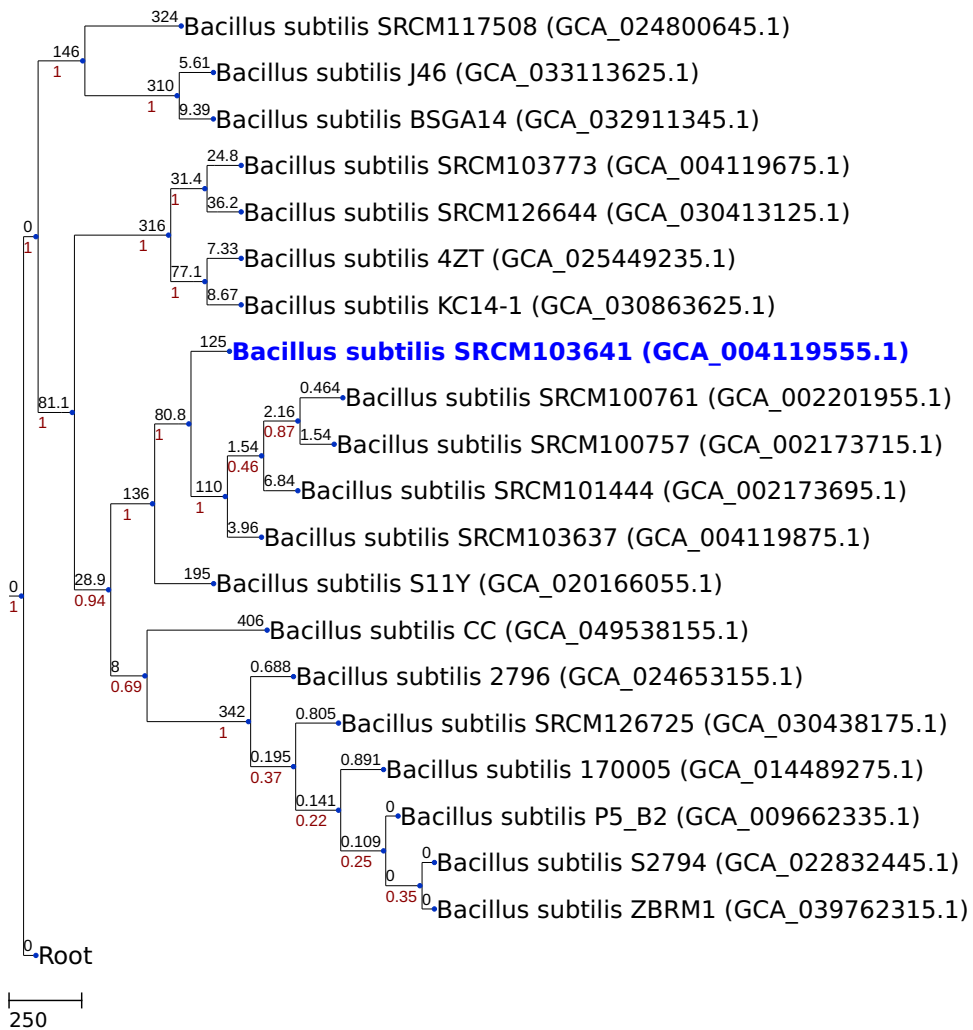 324
Bacillus subtilis SRCM117508 (GCA_024800645.1)
146
1
5.61
Bacillus subtilis J46 (GCA_033113625.1)
310
1
9.39
Bacillus subtilis BSGA14 (GCA_032911345.1)
24.8
Bacillus subtilis SRCM103773 (GCA_004119675.1)
31.4
1
36.2
Bacillus subtilis SRCM126644 (GCA_030413125.1)
0
1
316
1
7.33
Bacillus subtilis 4ZT (GCA_025449235.1)
77.1
1
8.67
Bacillus subtilis KC14-1 (GCA_030863625.1)
125
Bacillus subtilis SRCM103641 (GCA_004119555.1)
0.464
Bacillus subtilis SRCM100761 (GCA_002201955.1)
81.1
1
80.8
1
2.16
0.87
1.54
Bacillus subtilis SRCM100757 (GCA_002173715.1)
1.54
0.46
6.84
Bacillus subtilis SRCM101444 (GCA_002173695.1)
136
1
110
1
3.96
Bacillus subtilis SRCM103637 (GCA_004119875.1)
195
Bacillus subtilis S11Y (GCA_020166055.1)
0
1
28.9
0.94
406
Bacillus subtilis CC (GCA_049538155.1)
8
0.69
0.688
Bacillus subtilis 2796 (GCA_024653155.1)
342
1
0.805
Bacillus subtilis SRCM126725 (GCA_030438175.1)
0.195
0.37
0.891
Bacillus subtilis 170005 (GCA_014489275.1)
0.141
0.22
0
Bacillus subtilis P5_B2 (GCA_009662335.1)
0.109
0.25
0
Bacillus subtilis S2794 (GCA_022832445.1)
0
0.35
0
Bacillus subtilis ZBRM1 (GCA_039762315.1)
0
Root
250